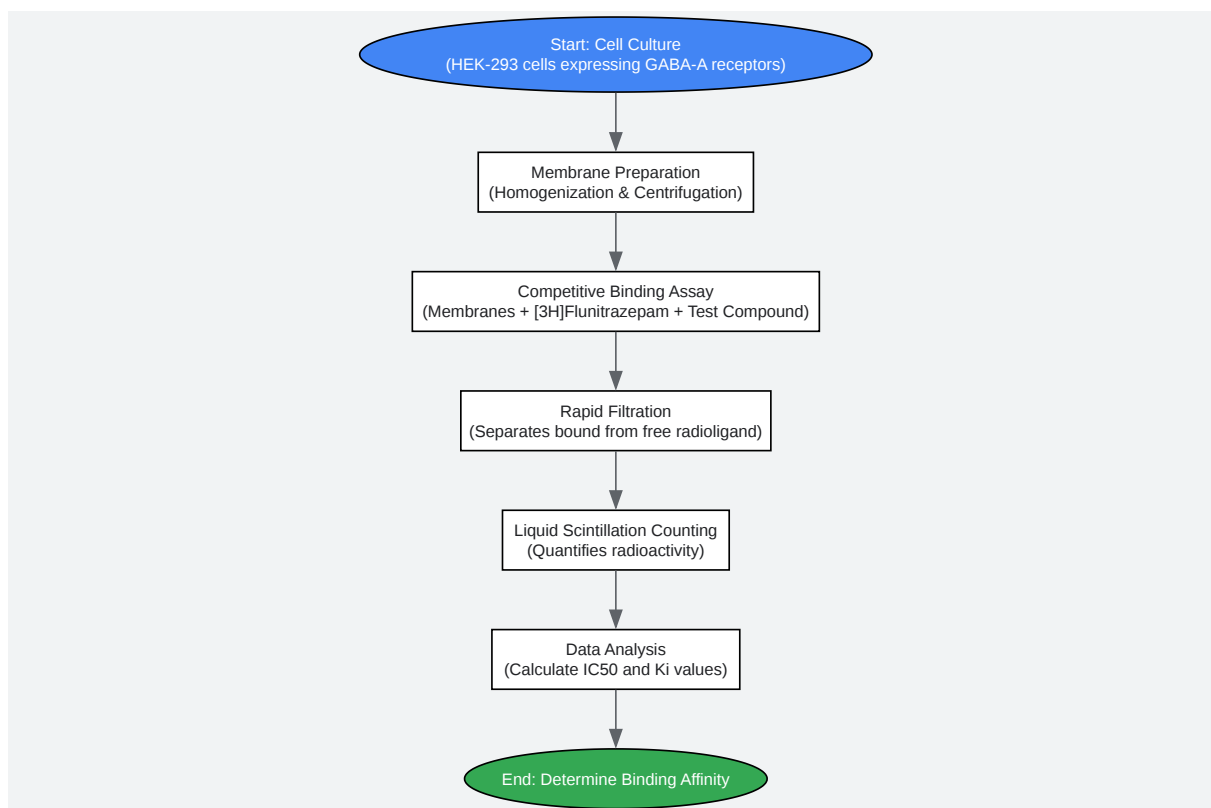 Start: Cell Culture
(HEK-293 cells expressing GABA-A receptors)
Membrane Preparation
(Homogenization & Centrifugation)
Competitive Binding Assay
(Membranes + [3H]Flunitrazepam + Test Compound)
Rapid Filtration
(Separates bound from free radioligand)
Liquid Scintillation Counting
(Quantifies radioactivity)
Data Analysis
(Calculate IC50 and Ki values)
End: Determine Binding Affinity